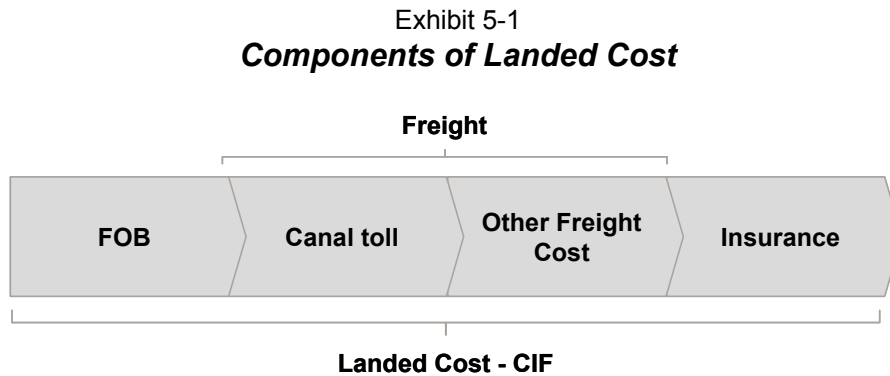 Exhibit 5-1
Components of Landed Cost
Freight
FOB
Canal toll
Other Freight
Cost
Insurance
Landed Cost - CIF